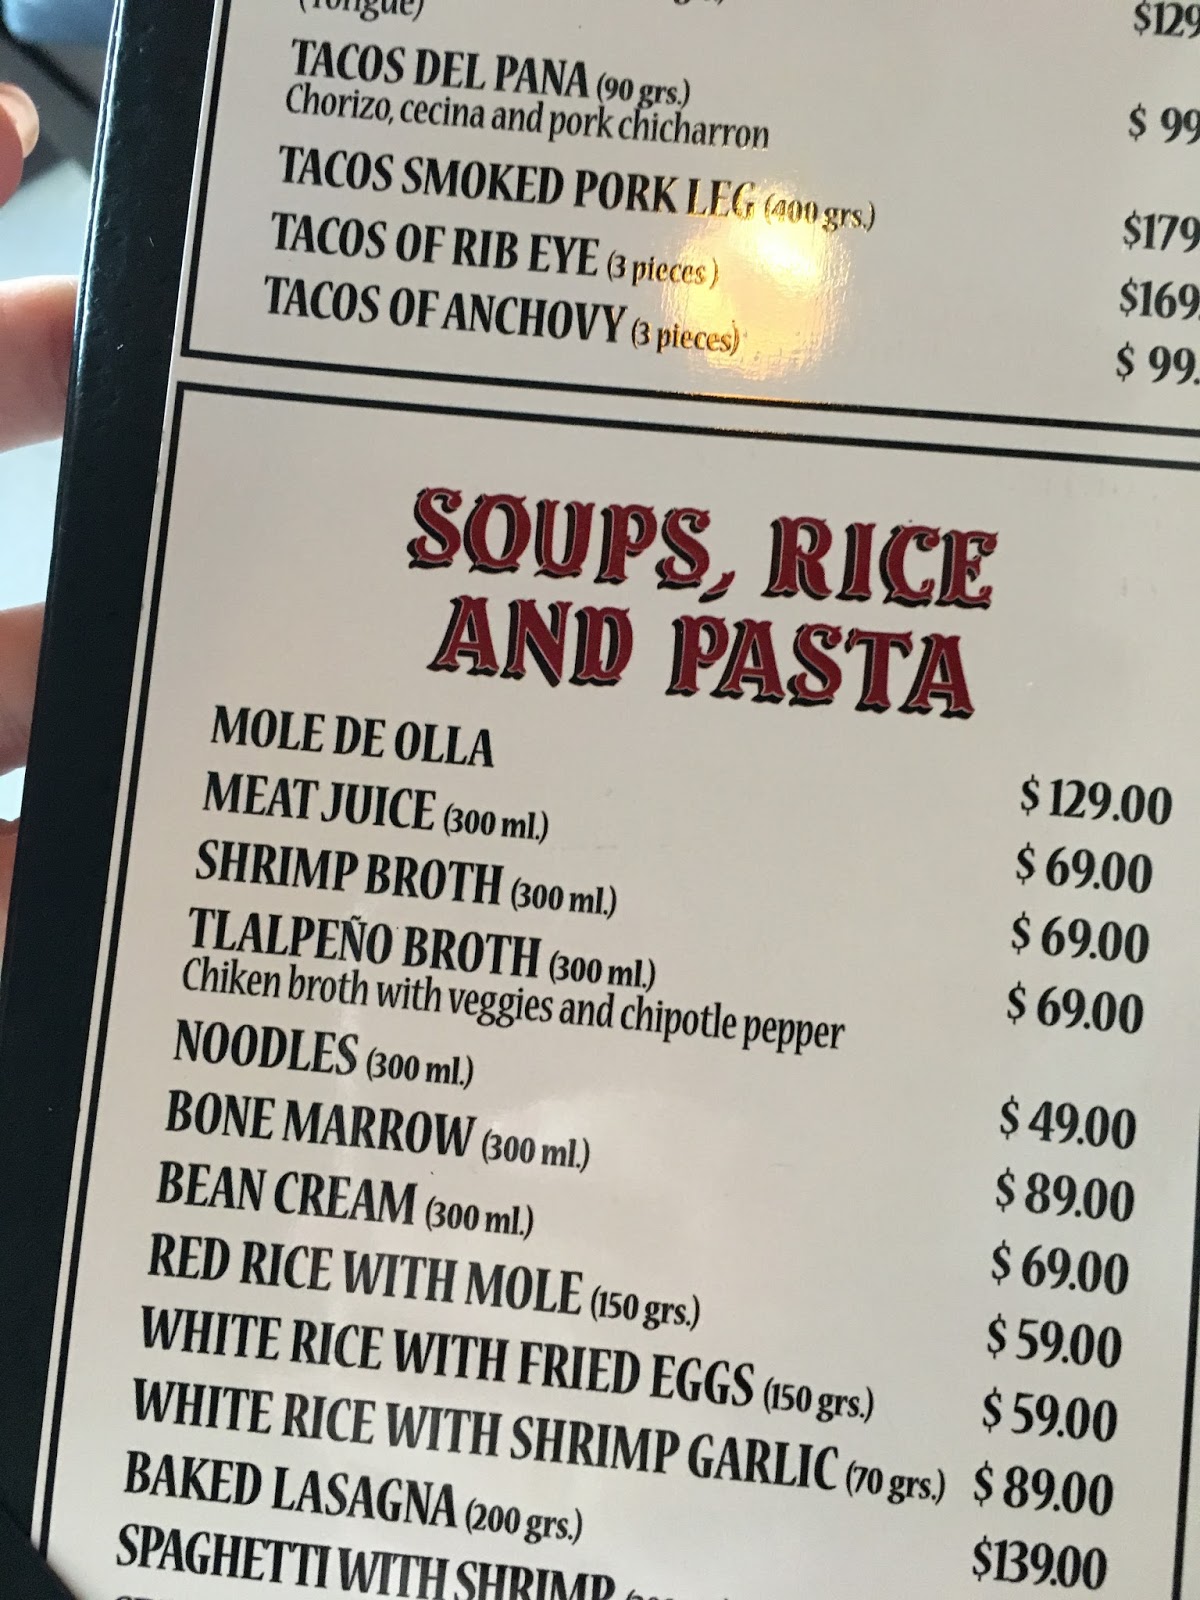 (Tongue)
$129
TACOS DEL PANA (90 grs.)
$ 99
Chorizo, cecina and pork chicharron
TACOS SMOKED PORK LEG (400 grs.)
$179
TACOS OF RIB EYE (3 pieces)
$169.
TACOS OF ANCHOVY (3 pieces)
$ 99.
SOUPS, RICE
AND PASTA
MOLE DE OLLA $ 129.00
MEAT JUICE (300 ml.) $ 69.00
SHRIMP BROTH (300 ml.) $ 69.00
TLALPEÑO BROTH (300 ml.) $ 69.00
Chiken broth with veggies and chipotle pepper
NOODLES (300 ml.) $ 49.00
BONE MARROW (300 ml.) $ 89.00
BEAN CREAM (300 ml.) $ 69.00
RED RICE WITH MOLE (150 grs.) $ 59.00
WHITE RICE WITH FRIED EGGS (150 grs.) $ 59.00
WHITE RICE WITH SHRIMP GARLIC (70 grs.) $ 89.00
BAKED LASAGNA (200 grs.) $139.00
SPAGHETTI WITH SHRIMP